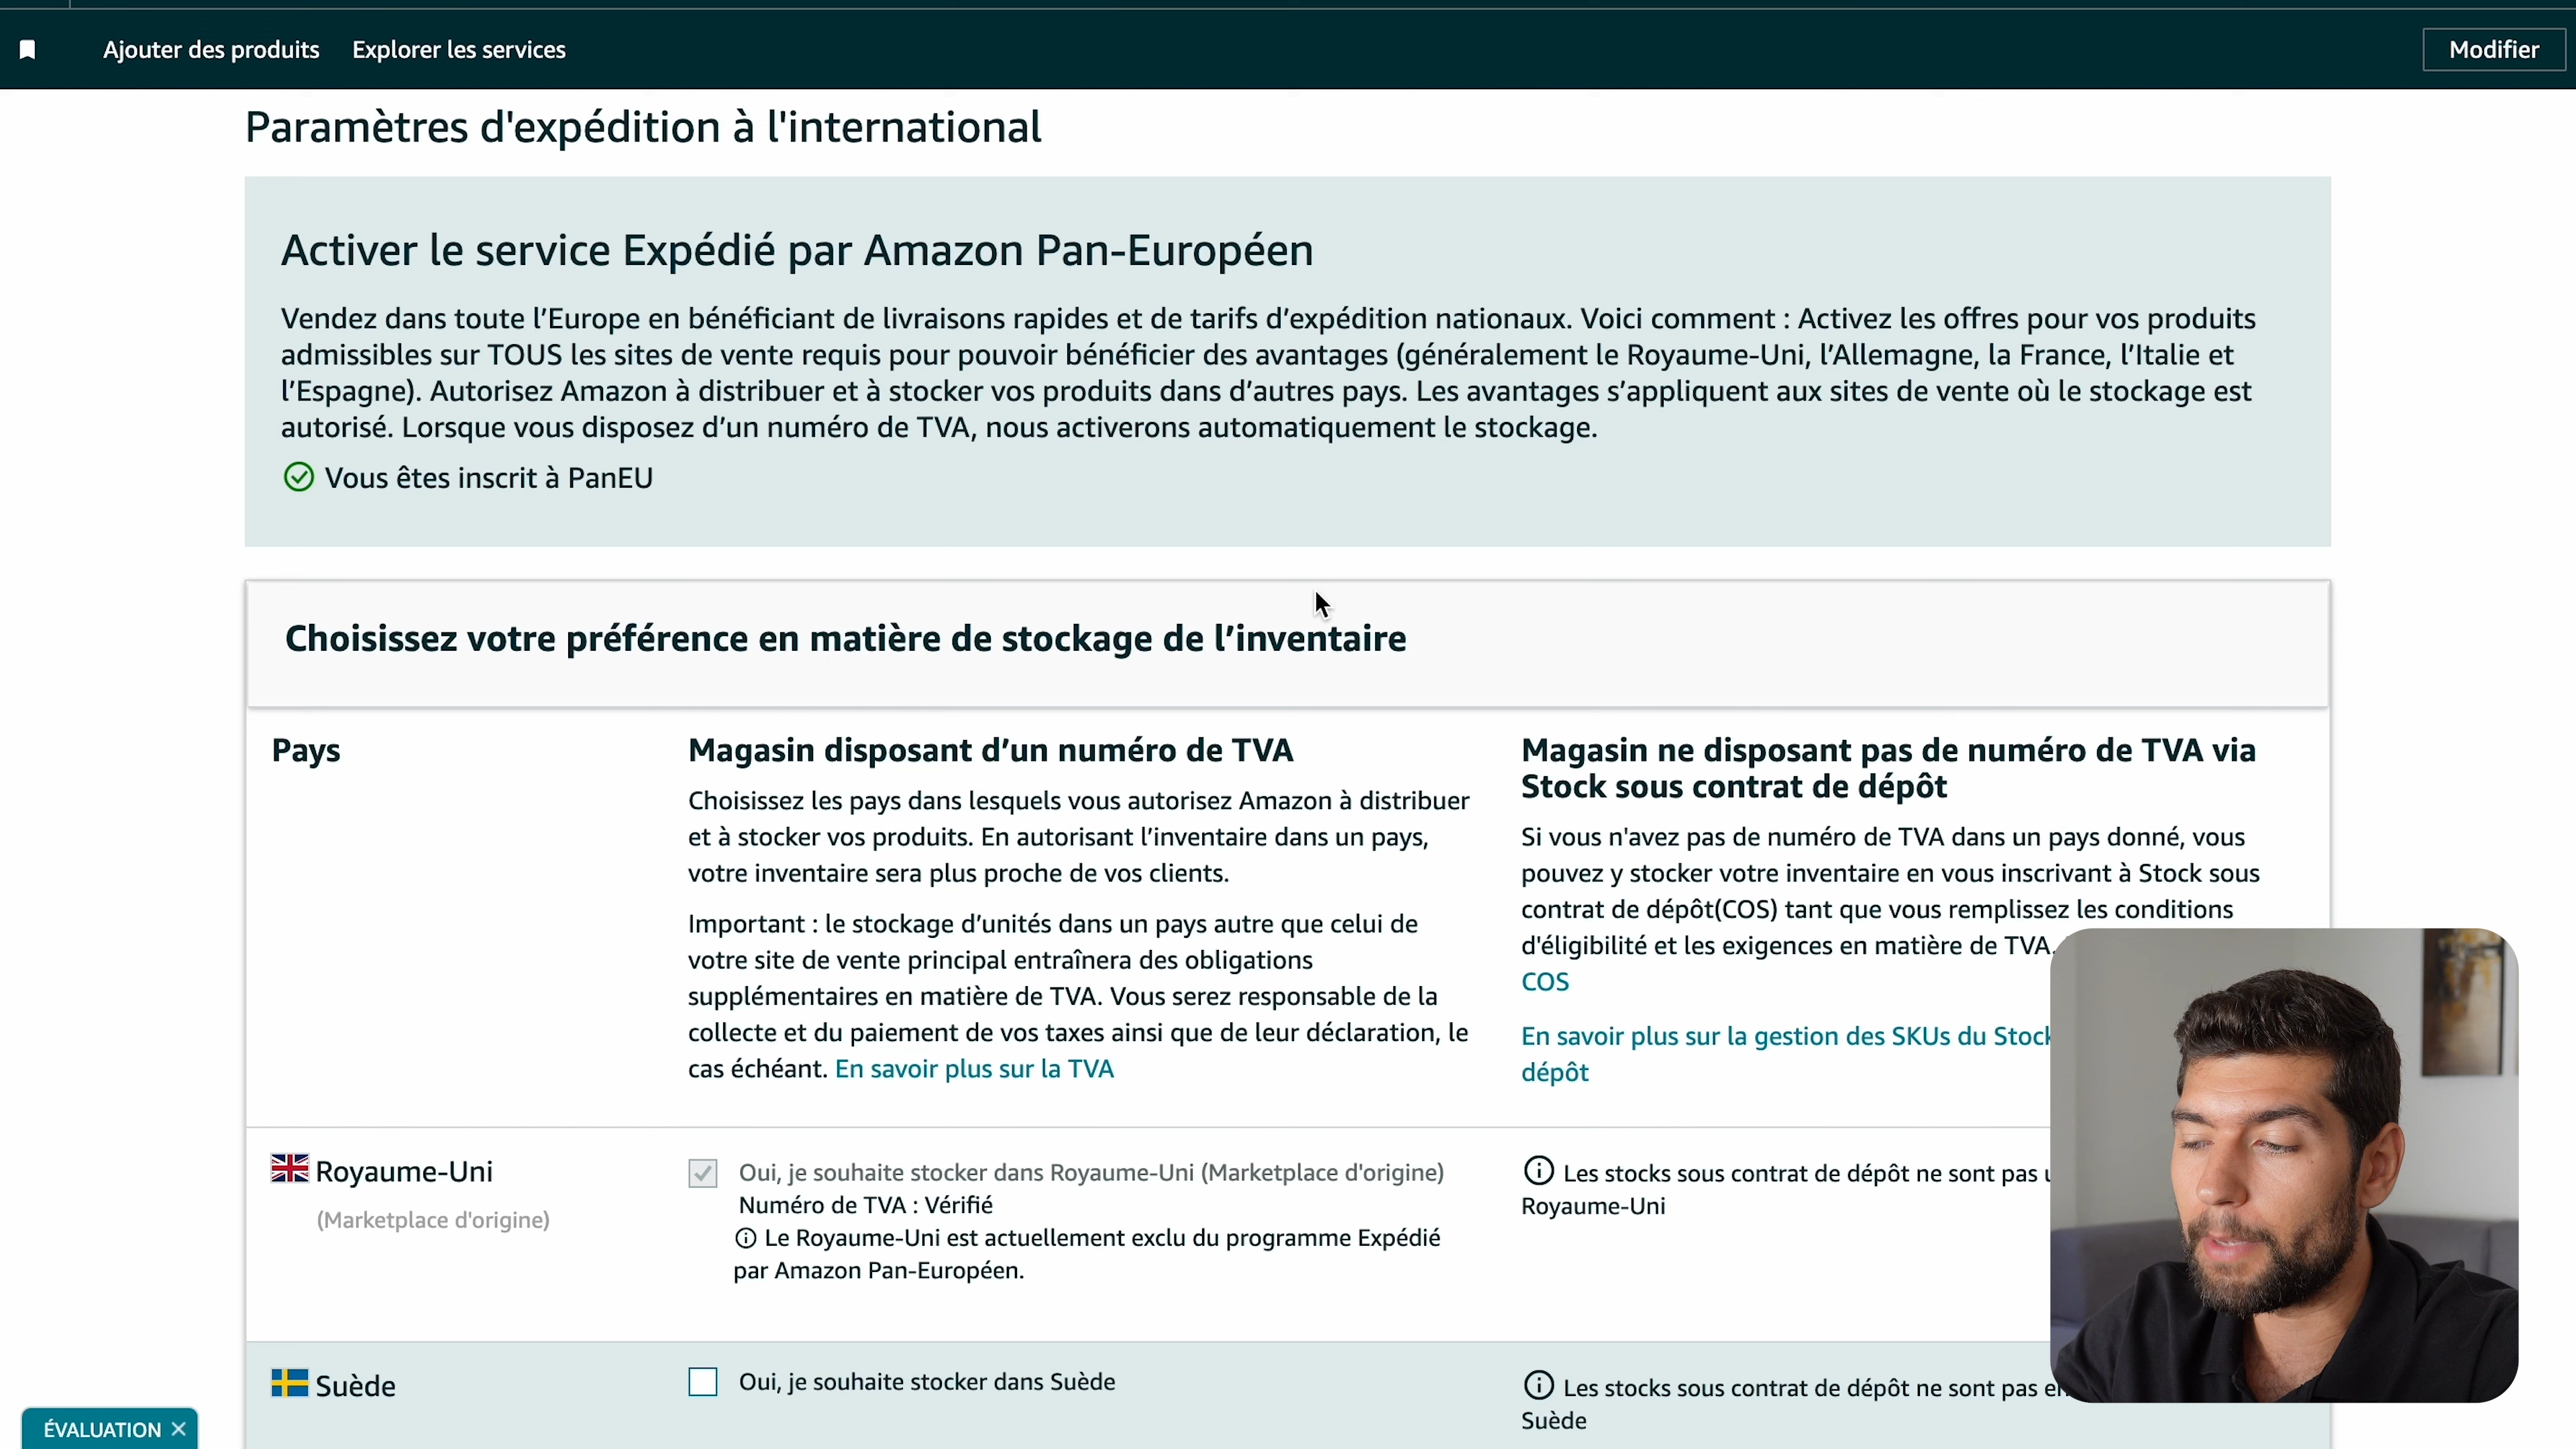 Ajouter des produits Explorer les services Modifier
Paramètres d'expédition à l'international
Activer le service Expédié par Amazon Pan-Européen
Vendez dans toute l’Europe en bénéficiant de livraisons rapides et de tarifs d’expédition nationaux. Voici comment : Activez les offres pour vos produits
admissibles sur TOUS les sites de vente requis pour pouvoir bénéficier des avantages (généralement le Royaume-Uni, l’Allemagne, la France, l’Italie et
l’Espagne). Autorisez Amazon à distribuer et à stocker vos produits dans d’autres pays. Les avantages s’appliquent aux sites de vente où le stockage est
autorisé. Lorsque vous disposez d’un numéro de TVA, nous activerons automatiquement le stockage.
Vous êtes inscrit à PanEU
Choisissez votre préférence en matière de stockage de l’inventaire
Pays
Magasin disposant d’un numéro de TVA
Choisissez les pays dans lesquels vous autorisez Amazon à distribuer
et à stocker vos produits. En autorisant l’inventaire dans un pays,
votre inventaire sera plus proche de vos clients.
Important : le stockage d’unités dans un pays autre que celui de
votre site de vente principal entraînera des obligations
supplémentaires en matière de TVA. Vous serez responsable de la
collecte et du paiement de vos taxes ainsi que de leur déclaration, le
cas échéant. En savoir plus sur la TVA
Magasin ne disposant pas de numéro de TVA via
Stock sous contrat de dépôt
Si vous n'avez pas de numéro de TVA dans un pays donné, vous
pouvez y stocker votre inventaire en vous inscrivant à Stock sous
contrat de dépôt(COS) tant que vous remplissez les conditions
d'éligibilité et les exigences en matière de TVA.
COS
En savoir plus sur la gestion des SKUs du Stock
dépôt
Royaume-Uni
(Marketplace d'origine)
Oui, je souhaite stocker dans Royaume-Uni (Marketplace d'origine)
Numéro de TVA : Vérifié
Le Royaume-Uni est actuellement exclu du programme Expédié
par Amazon Pan-Européen.
Les stocks sous contrat de dépôt ne sont pas
Royaume-Uni
Suède
Oui, je souhaite stocker dans Suède
Les stocks sous contrat de dépôt ne sont pas
Suède
ÉVALUATION